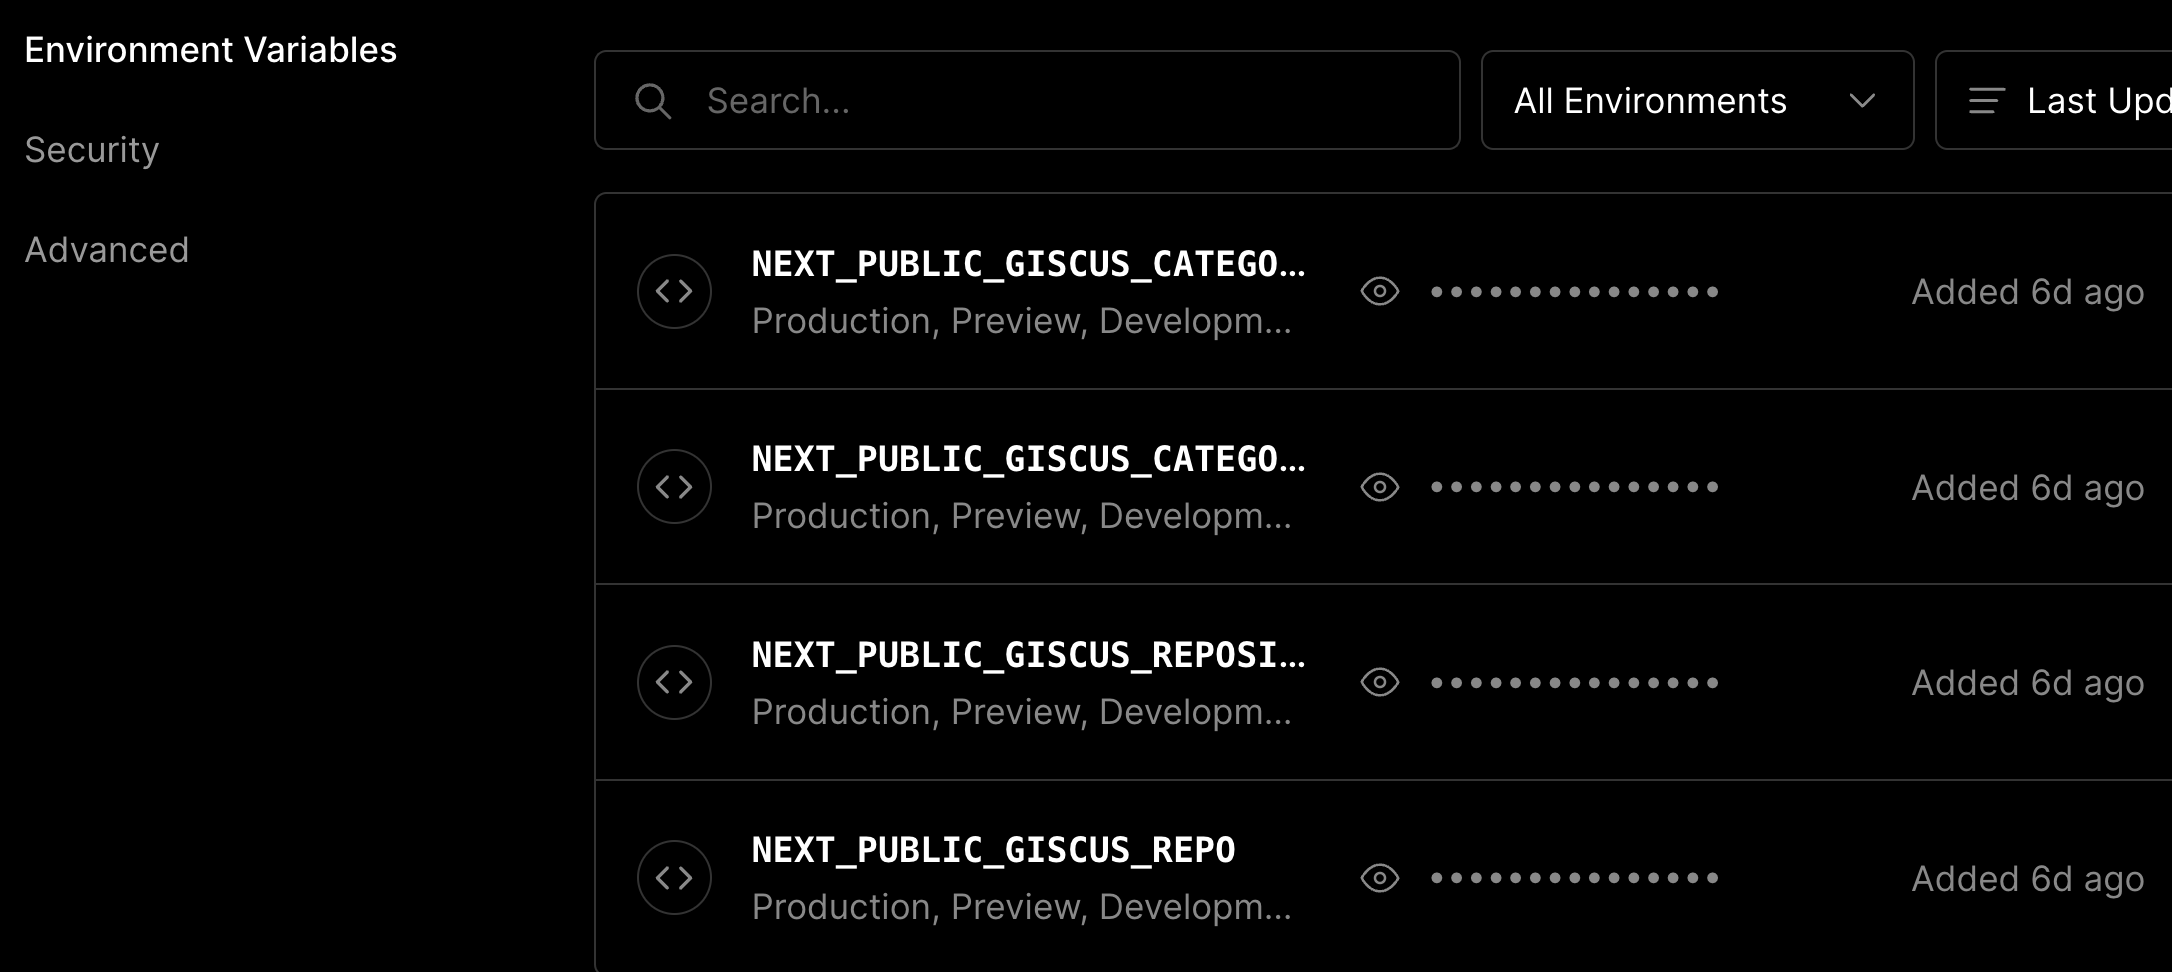 Environment Variables
Security
Advanced
Search...
All Environments
Last Upd
NEXT_PUBLIC_GISCUS_CATEGO...
Production, Preview, Developm...
Added 6d ago
NEXT_PUBLIC_GISCUS_CATEGO...
Production, Preview, Developm...
Added 6d ago
NEXT_PUBLIC_GISCUS_REPOSI...
Production, Preview, Developm...
Added 6d ago
NEXT_PUBLIC_GISCUS_REPO
Production, Preview, Developm...
Added 6d ago